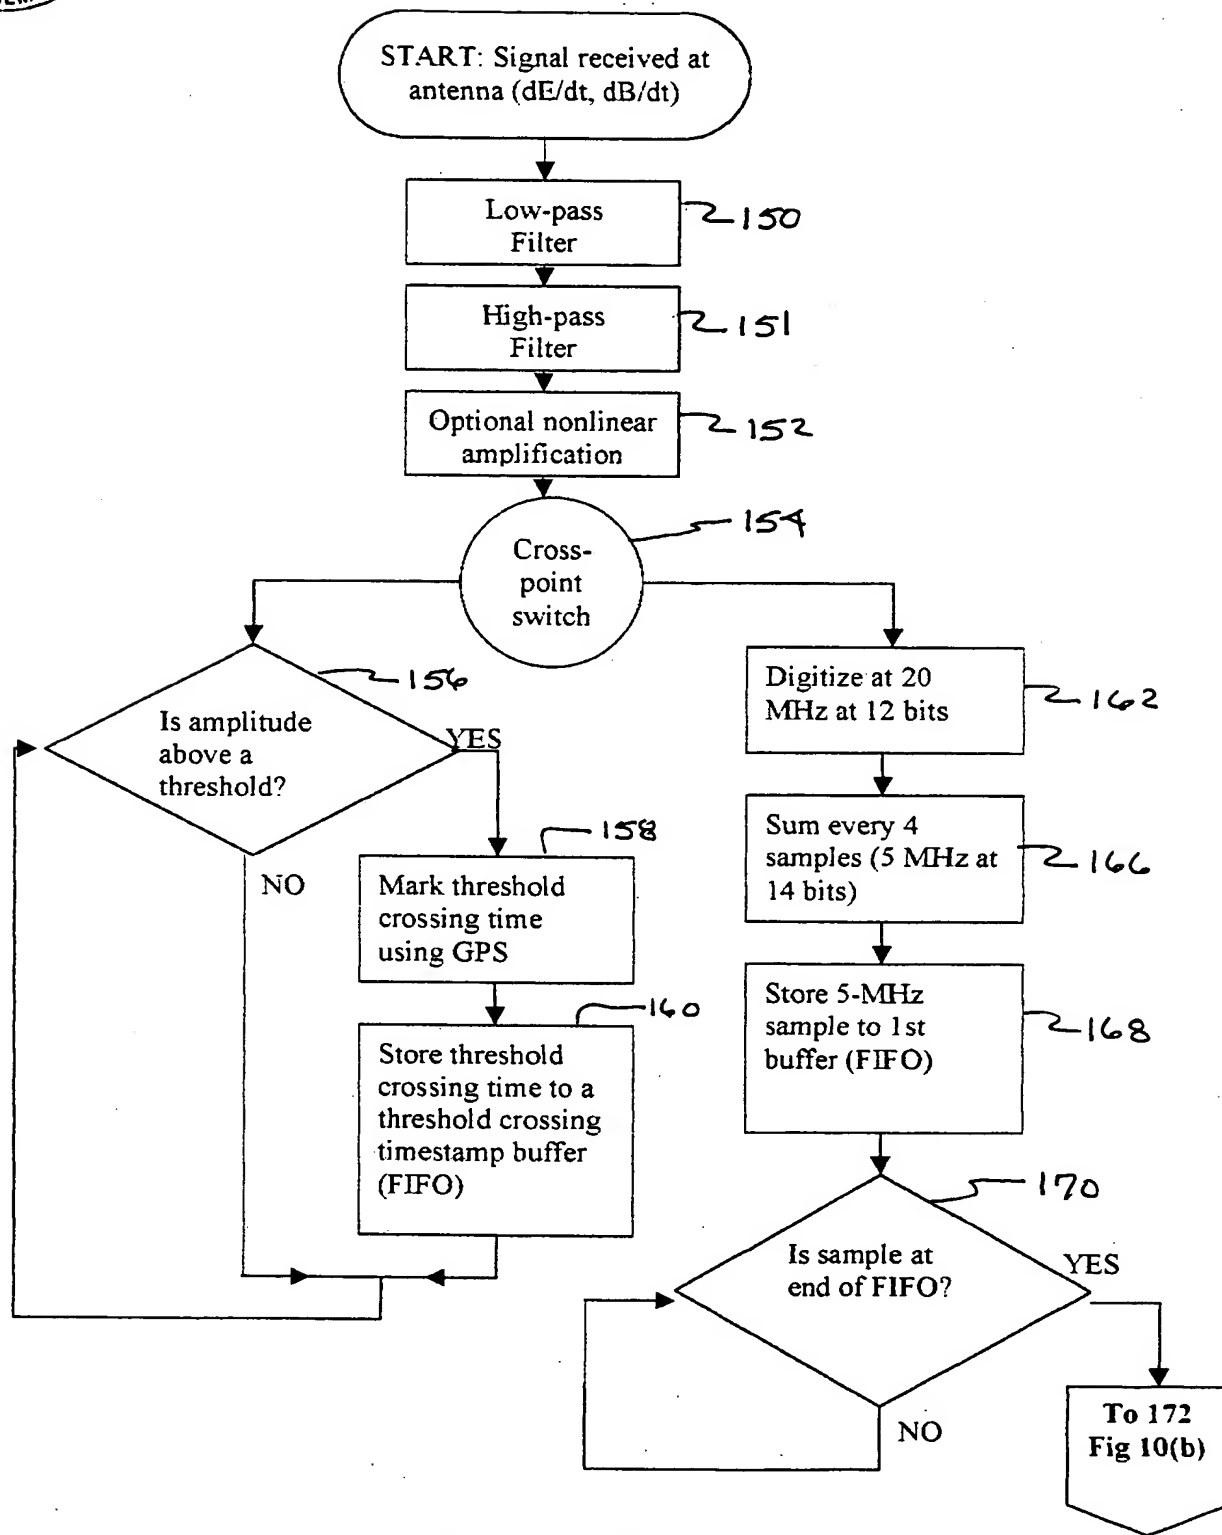 START: Signal received at
antenna (dE/dt, dB/dt)
Low-pass
Filter
150
High-pass
Filter
151
Optional nonlinear
amplification
152
Cross-
point
switch
154
Is amplitude
above a
threshold?
156
YES
NO
Mark threshold
crossing time
using GPS
158
Store threshold
crossing time to a
threshold crossing
timestamp buffer
(FIFO)
160
Digitize at 20
MHz at 12 bits
162
Sum every 4
samples (5 MHz at
14 bits)
166
Store 5-MHz
sample to 1st
buffer (FIFO)
168
Is sample at
end of FIFO?
170
YES
NO
To 172
Fig 10(b)